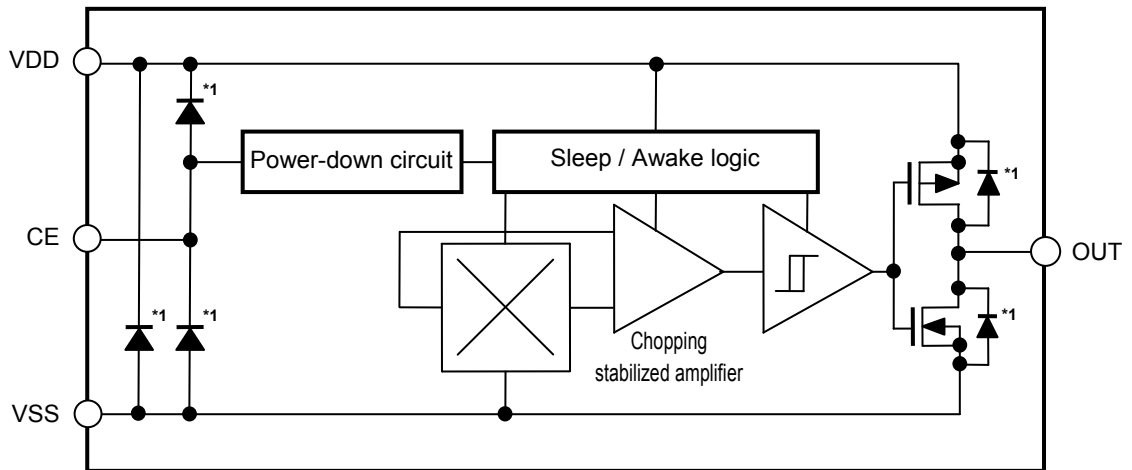 VDD
*1
Power-down circuit
Sleep / Awake logic
*1
CE
OUT
*1
*1
*1
Chopping
stabilized amplifier
VSS